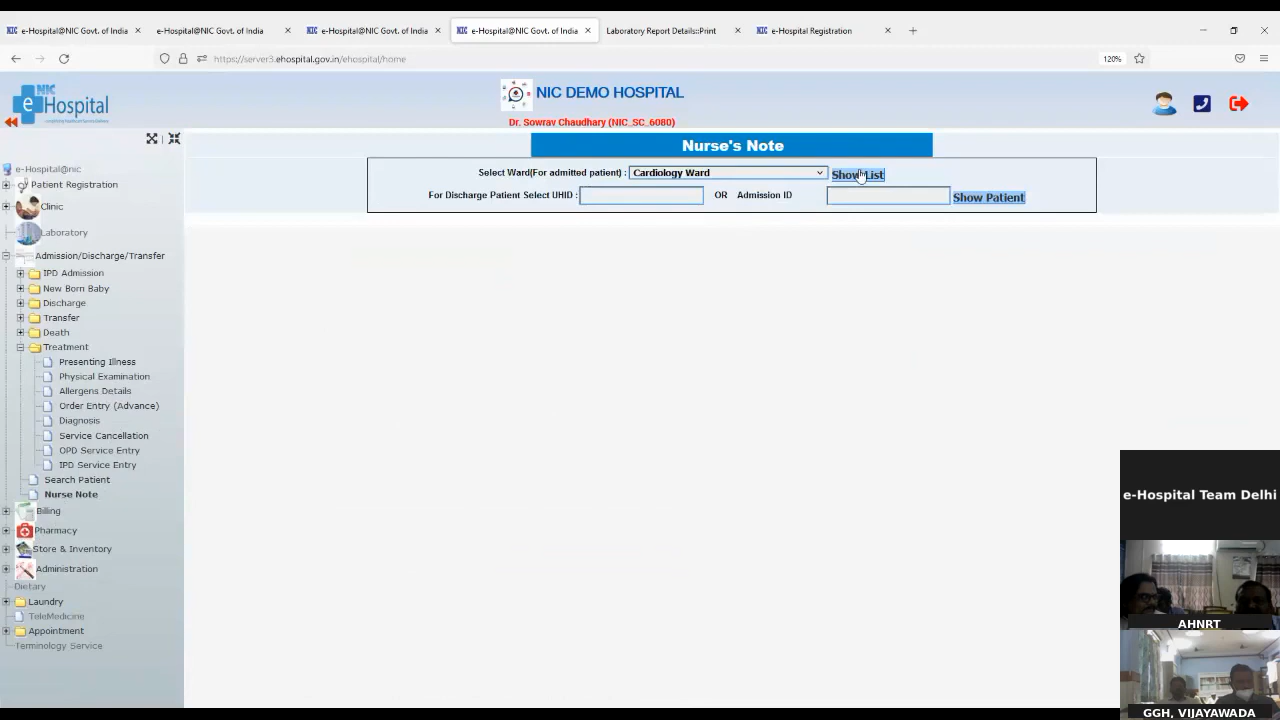 e-Hospital@NIC Govt. of India
e-Hospital@NIC Govt. of India
e-Hospital@NIC Govt. of India
e-Hospital@NIC Govt. of India
Laboratory Report Details::Print
e-Hospital Registration
https://server3.ehospital.gov.in/ehospital/home
120%
NIC
eHospital
NIC DEMO HOSPITAL
Dr. Sowrav Chaudhary (NIC_SC_6080)
Nurse's Note
Select Ward(For admitted patient) : Cardiology Ward Show List
For Discharge Patient Select UHID : OR Admission ID Show Patient
e-Hospital@nic
Patient Registration
Clinic
Laboratory
Admission/Discharge/Transfer
IPD Admission
New Born Baby
Discharge
Transfer
Death
Treatment
Presenting Illness
Physical Examination
Allergens Details
Order Entry (Advance)
Diagnosis
Service Cancellation
OPD Service Entry
IPD Service Entry
Search Patient
Nurse Note
Billing
Pharmacy
Store & Inventory
Administration
Dietary
Laundry
TeleMedicine
Appointment
Terminology Service
e-Hospital Team Delhi
AHNRT
GGH, VIJAYAWADA